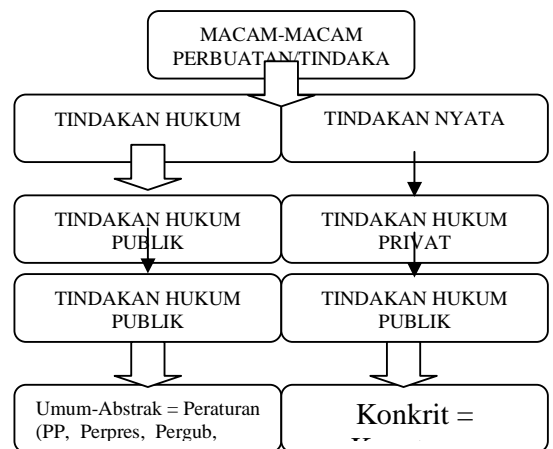 MACAM-MACAM
PERBUATAN/TINDAKA
TINDAKAN HUKUM
TINDAKAN NYATA
TINDAKAN HUKUM
PUBLIK
TINDAKAN HUKUM
PRIVAT
TINDAKAN HUKUM
PUBLIK
TINDAKAN HUKUM
PUBLIK
Umum-Abstrak = Peraturan
(PP, Perpres, Pergub,
Konkrit =